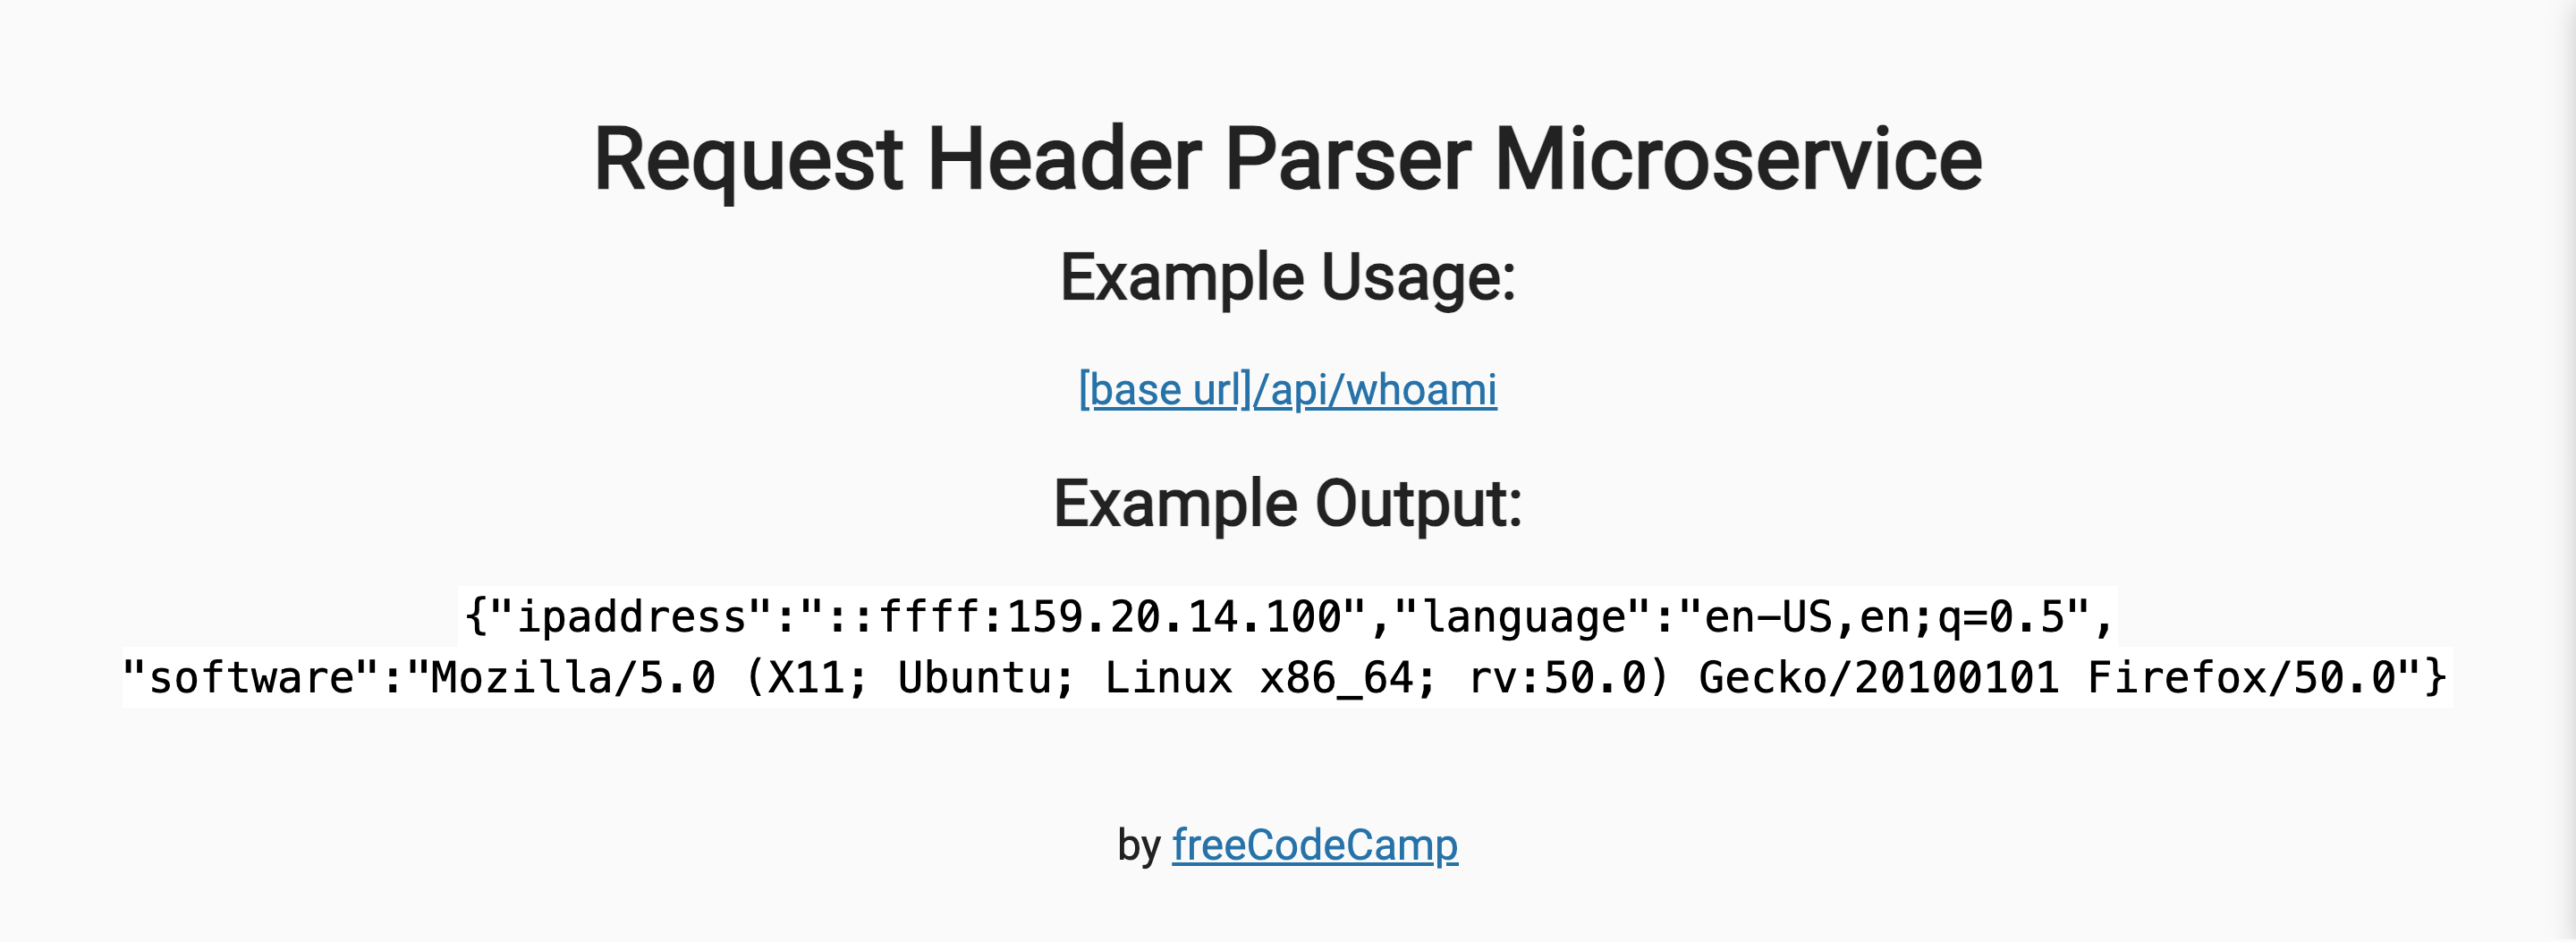 Request Header Parser Microservice
Example Usage:
[base url]/api/whoami
Example Output:
{"ipaddress":"::ffff:159.20.14.100","language":"en-US,en;q=0.5",
"software":"Mozilla/5.0 (X11; Ubuntu; Linux x86_64; rv:50.0) Gecko/20100101 Firefox/50.0"}
by freeCodeCamp